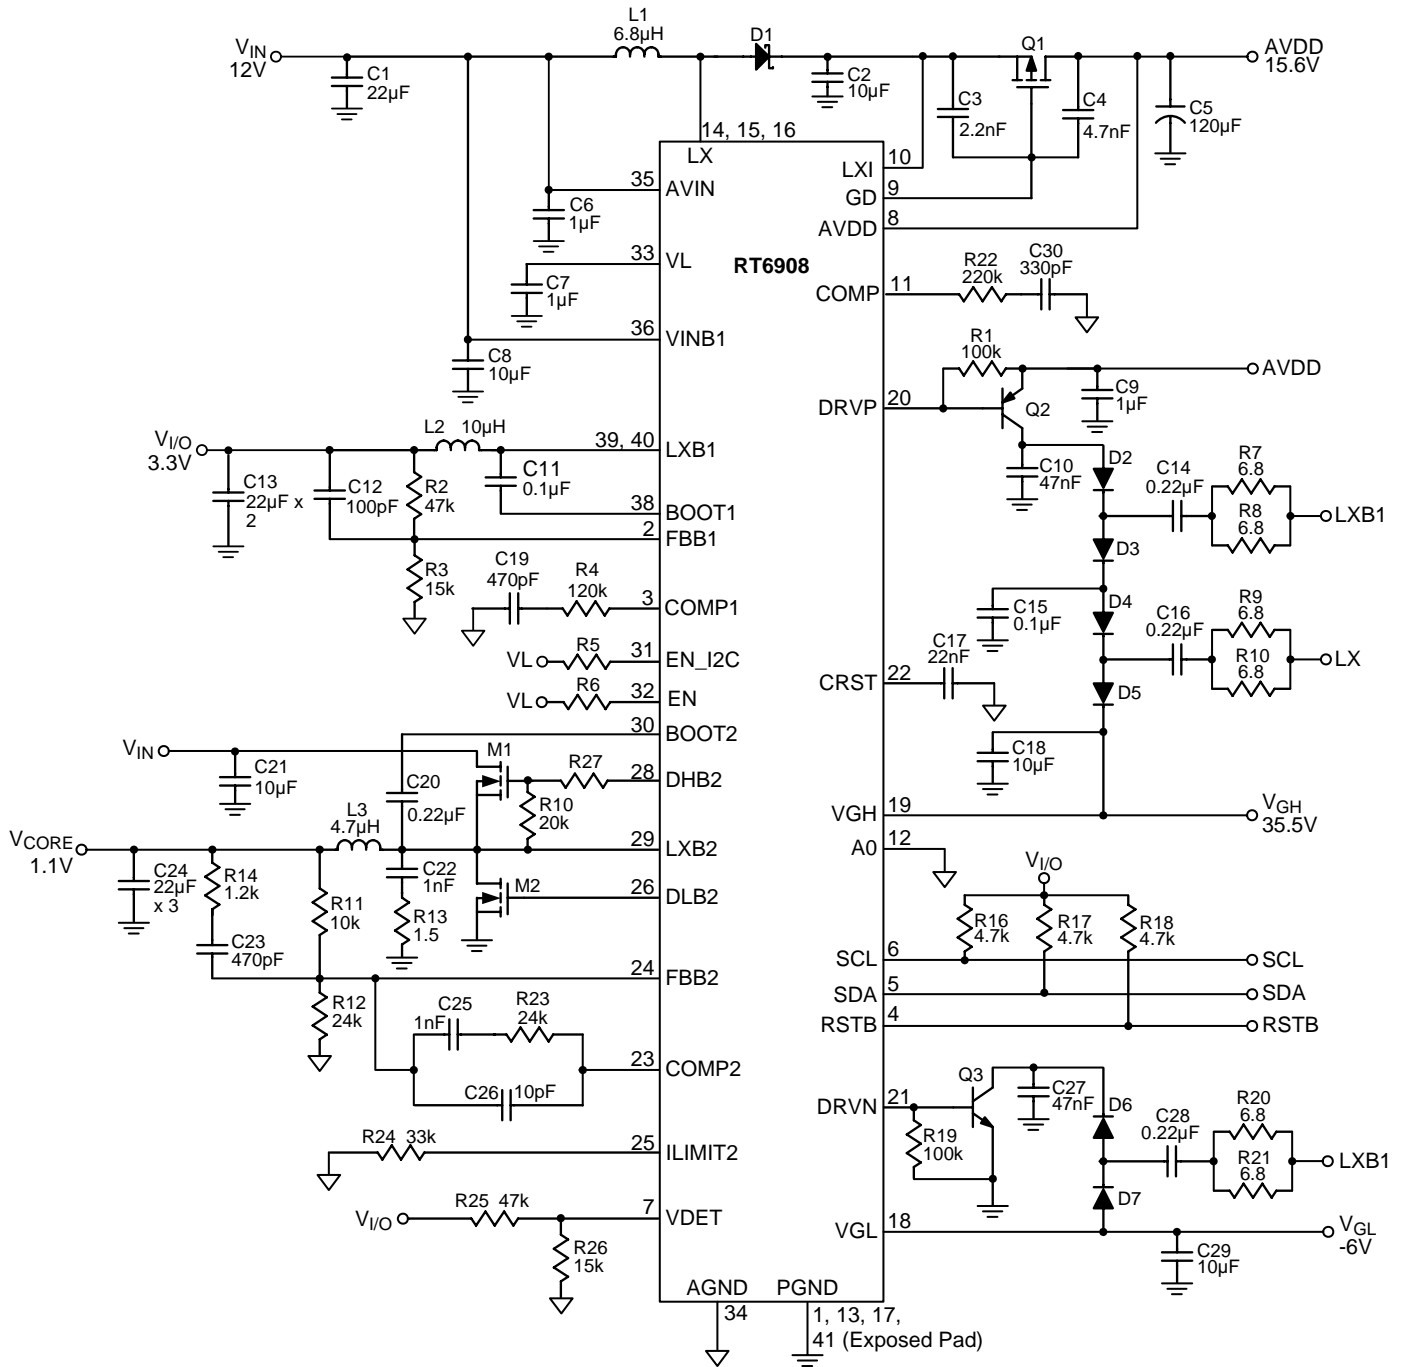 V_IN
12V
C1
22µF
L1
6.8µH
D1
C2
10µF
Q1
C3
2.2nF
C4
4.7nF
AVDD
15.6V
C5
120µF
14, 15, 16
LX
35
AVIN
C6
1µF
33
VL
C7
1µF
36
VINB1
C8
10µF
RT6908
LXI
10
GD
9
AVDD
8
COMP
11
R22
220k
C30
330pF
R1
100k
AVDD
DRVP
20
Q2
C9
1µF
C10
47nF
D2
C14
0.22µF
R7
6.8
R8
6.8
LXB1
D3
C15
0.1µF
D4
C16
0.22µF
R9
6.8
R10
6.8
LX
D5
CRST
22
C17
22nF
C18
10µF
VGH
19
V_GH
35.5V
A0
12
V_I/O
3.3V
C13
22µF x
2
C12
100pF
L2 10µH
R2
47k
R3
15k
C11
0.1µF
39, 40
LXB1
38
BOOT1
2
FBB1
C19
470pF
R4
120k
3
COMP1
VL
R5
31
EN_I2C
VL
R6
32
EN
30
BOOT2
V_IN
C21
10µF
M1
R27
28
DHB2
C20
0.22µF
R10
20k
V_CORE
1.1V
L3
4.7µH
29
LXB2
C24
22µF
x 3
R14
1.2k
C23
470pF
R11
10k
C22
1nF
R13
1.5
M2
26
DLB2
24
FBB2
R12
24k
C25
1nF
R23
24k
C26
10pF
23
COMP2
R24 33k
25
ILIMIT2
V_I/O
R25 47k
7
VDET
R26
15k
V_I/O
R16
4.7k
R17
4.7k
R18
4.7k
SCL
6
SCL
SDA
5
SDA
RSTB
4
RSTB
DRVN
21
Q3
R19
100k
C27
47nF
D6
C28
0.22µF
R20
6.8
R21
6.8
LXB1
D7
VGL
18
V_GL
-6V
C29
10µF
AGND
34
PGND
1, 13, 17,
41 (Exposed Pad)